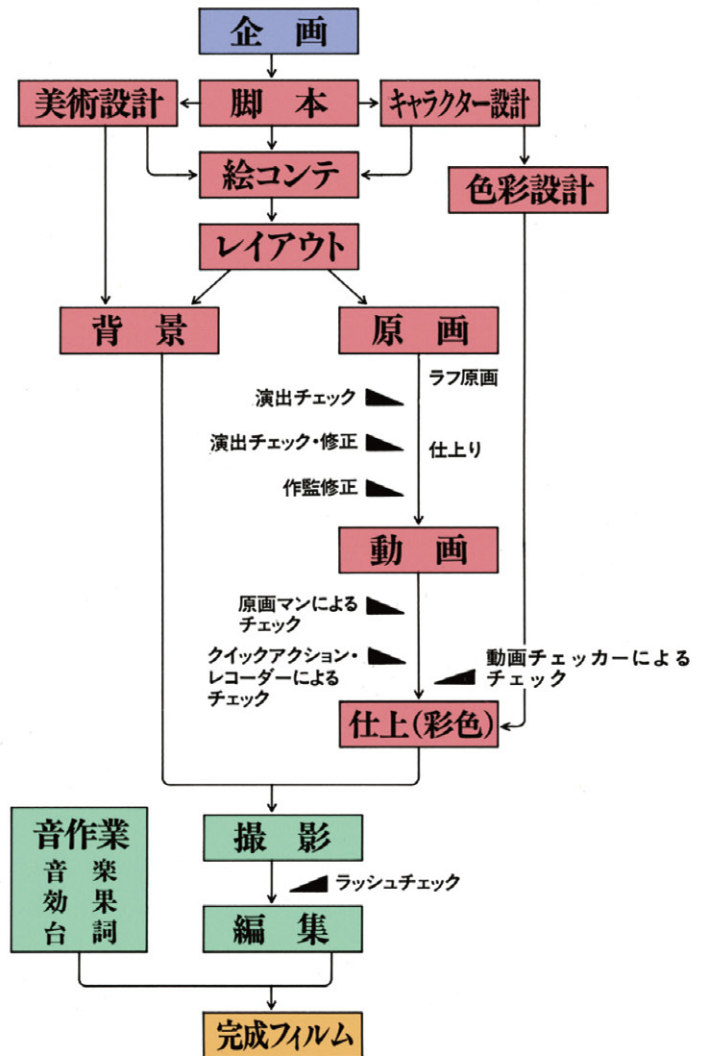 企画
美術設計
脚本
キャラクター設計
絵コンテ
色彩設計
レイアウト
背景
原画
ラフ原画
演出チェック
演出チェック・修正
仕上り
作監修正
動画
原画マンによる
チェック
クイックアクション・
レコーダーによる
チェック
動画チェッカーによる
チェック
仕上(彩色)
音作業
音楽
効果
台詞
撮影
ラッシュチェック
編集
完成フィルム